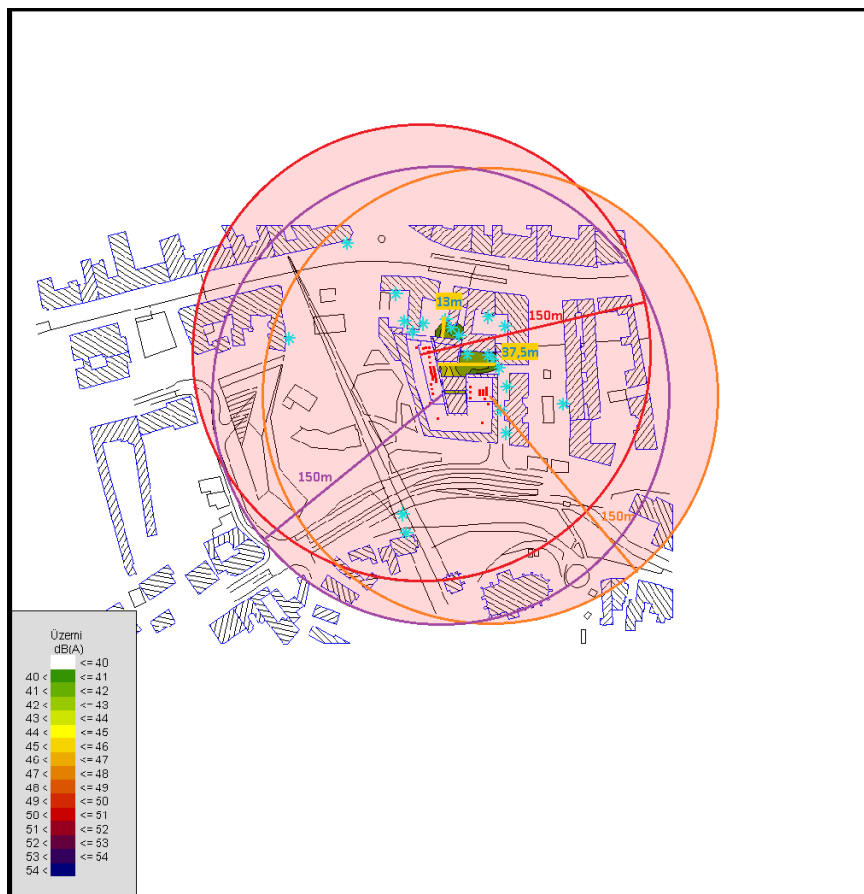 13m
150m
37,5m
150m
150m
Üzemi
dB(A)
<= 40
40 < <= 41
41 < <= 42
42 < <= 43
43 < <= 44
44 < <= 45
45 < <= 46
46 < <= 47
47 < <= 48
48 < <= 49
49 < <= 50
50 < <= 51
51 < <= 52
52 < <= 53
53 < <= 54
54 <